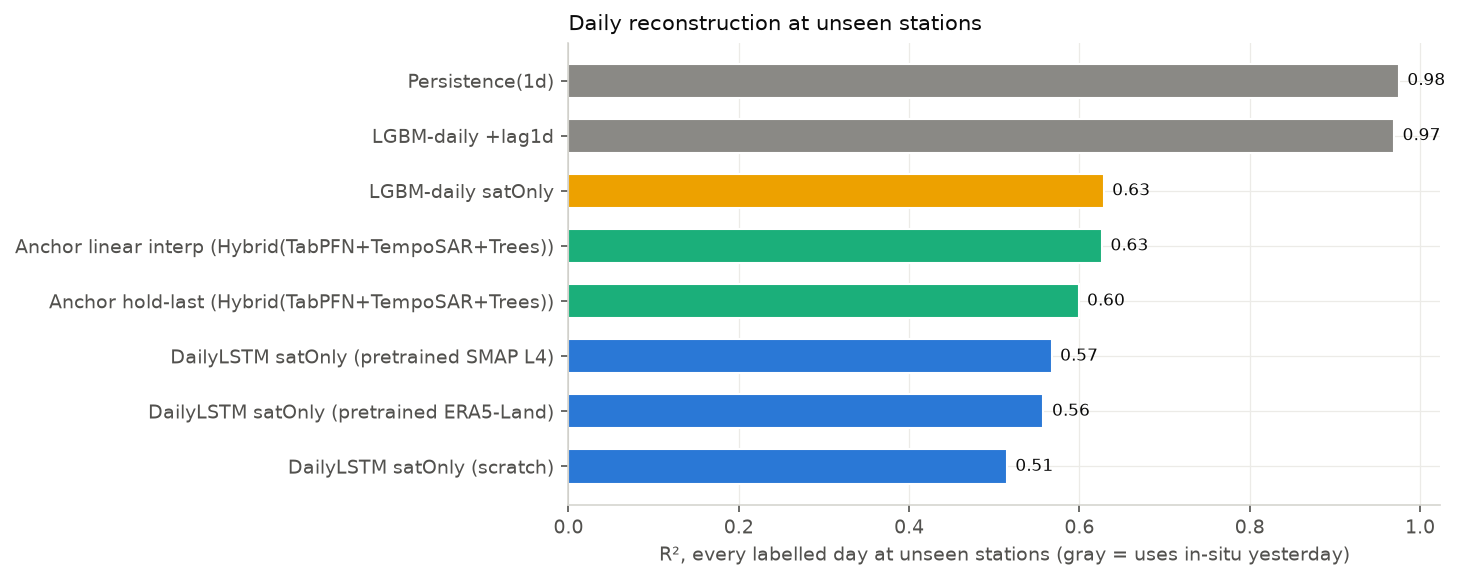 Daily reconstruction at unseen stations
Persistence(1d) 0.98
LGBM-daily +lag1d 0.97
LGBM-daily satOnly 0.63
Anchor linear interp (Hybrid(TabPFN+TempoSAR+Trees)) 0.63
Anchor hold-last (Hybrid(TabPFN+TempoSAR+Trees)) 0.60
DailyLSTM satOnly (pretrained SMAP L4) 0.57
DailyLSTM satOnly (pretrained ERA5-Land) 0.56
DailyLSTM satOnly (scratch) 0.51
0.0 0.2 0.4 0.6 0.8 1.0
R², every labelled day at unseen stations (gray = uses in-situ yesterday)